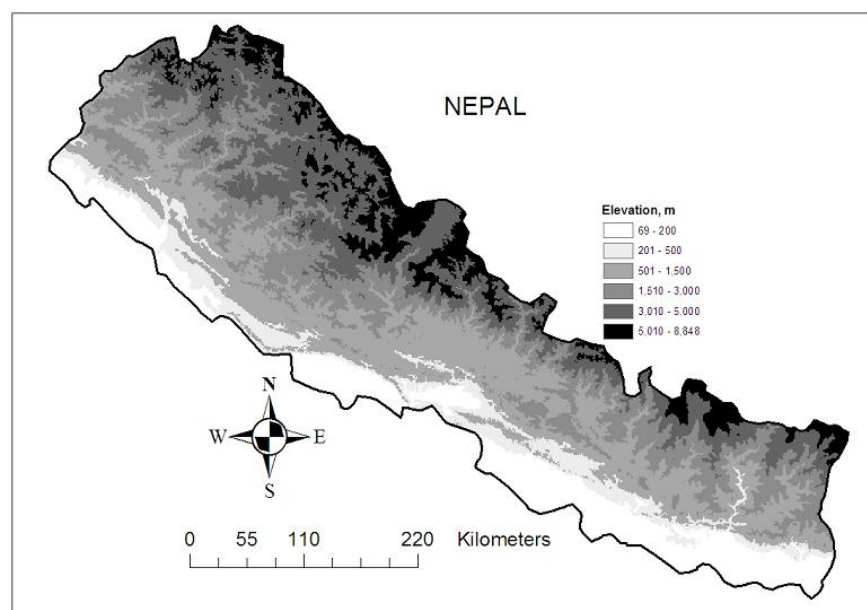 NEPAL
Elevation, m
69 - 200
201 - 500
501 - 1,500
1,510 - 3,000
3,010 - 5,000
5,010 - 8,848
N
W E
S
0 55 110 220 Kilometers